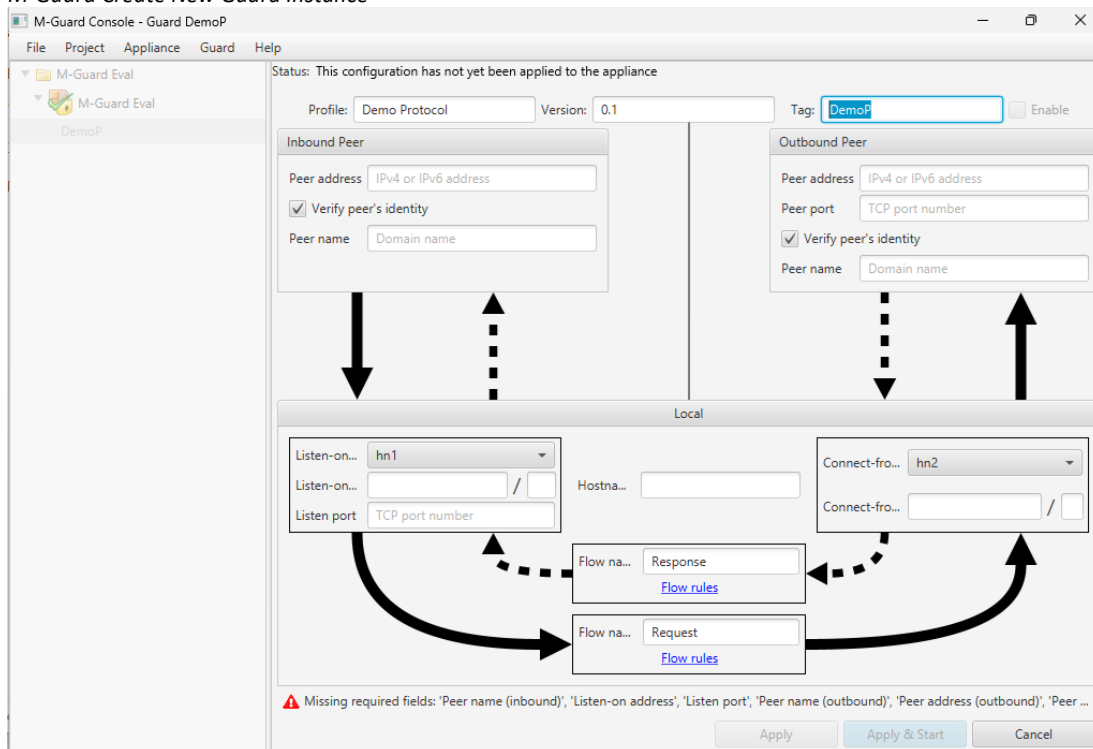 M-Guard Create New Guard Instance
M-Guard Console - Guard DemoP
File Project Appliance Guard Help
M-Guard Eval
M-Guard Eval
DemoP
Status: This configuration has not yet been applied to the appliance
Profile: Demo Protocol Version: 0.1 Tag: DemoP Enable
Inbound Peer
Peer address IPv4 or IPv6 address
Verify peer's identity
Peer name Domain name
Outbound Peer
Peer address IPv4 or IPv6 address
Peer port TCP port number
Verify peer's identity
Peer name Domain name
Local
Listen-on... hn1
Listen-on... /
Listen port TCP port number
Hostna...
Connect-fro... hn2
Connect-fro... /
Flow na... Response
Flow rules
Flow na... Request
Flow rules
Missing required fields: 'Peer name (inbound)', 'Listen-on address', 'Listen port', 'Peer name (outbound)', 'Peer address (outbound)', 'Peer ...
Apply Apply & Start Cancel